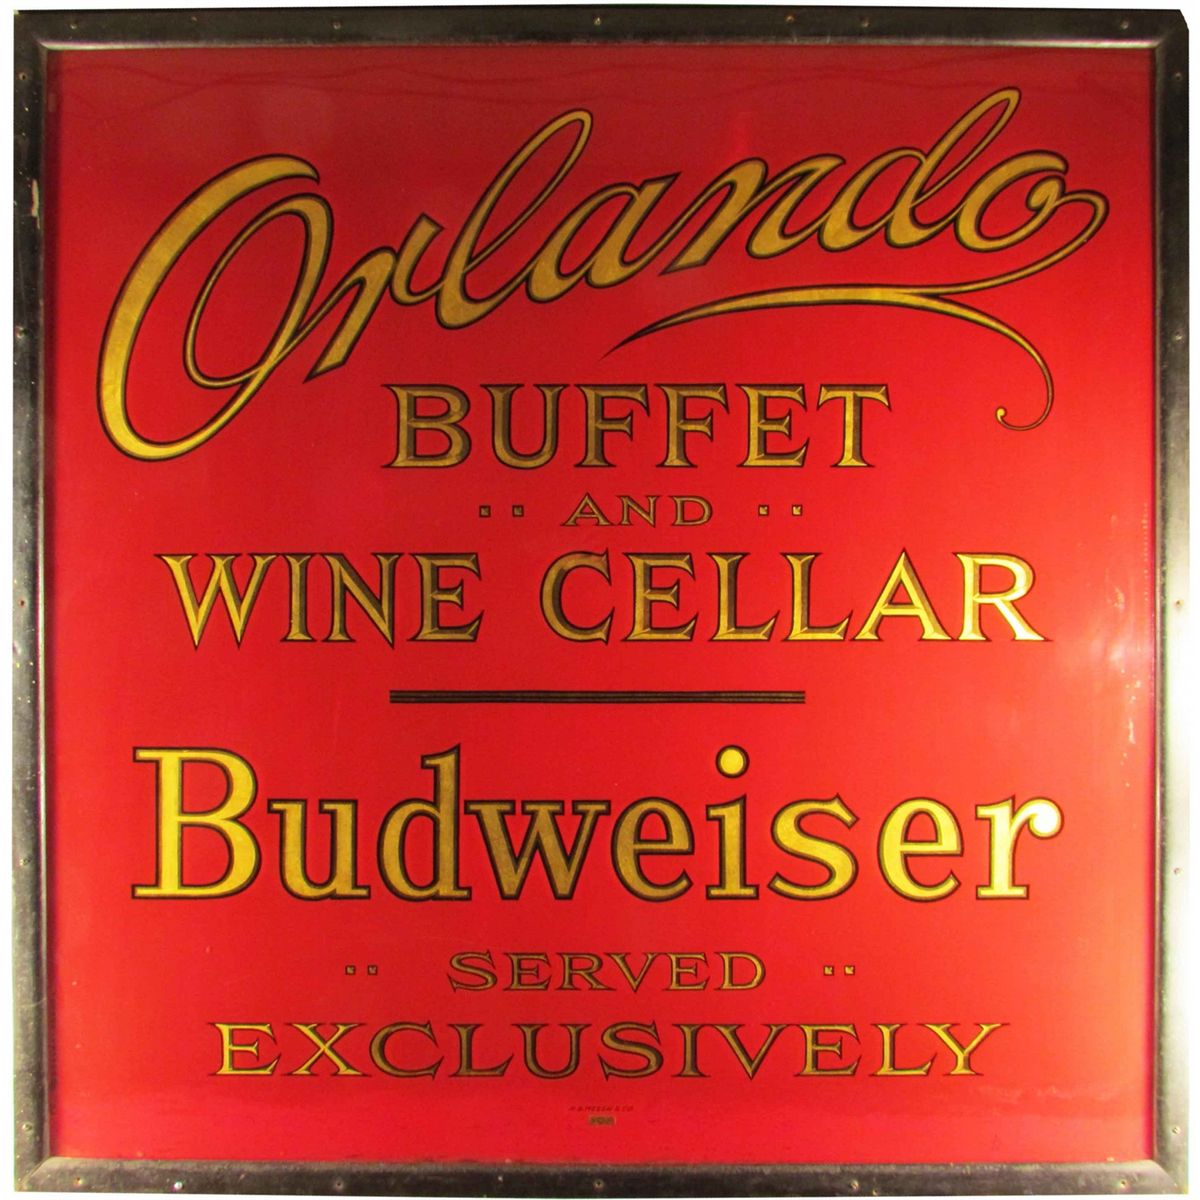 Orlando
BUFFET
AND
WINE CELLAR
Budweiser
SERVED
EXCLUSIVELY